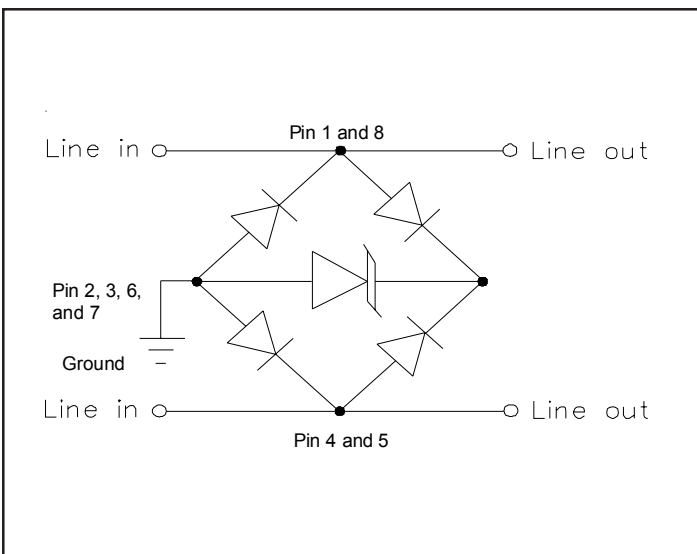 Pin 1 and 8
Line in
Line out
Pin 2, 3, 6,
and 7
Ground
Line in
Line out
Pin 4 and 5